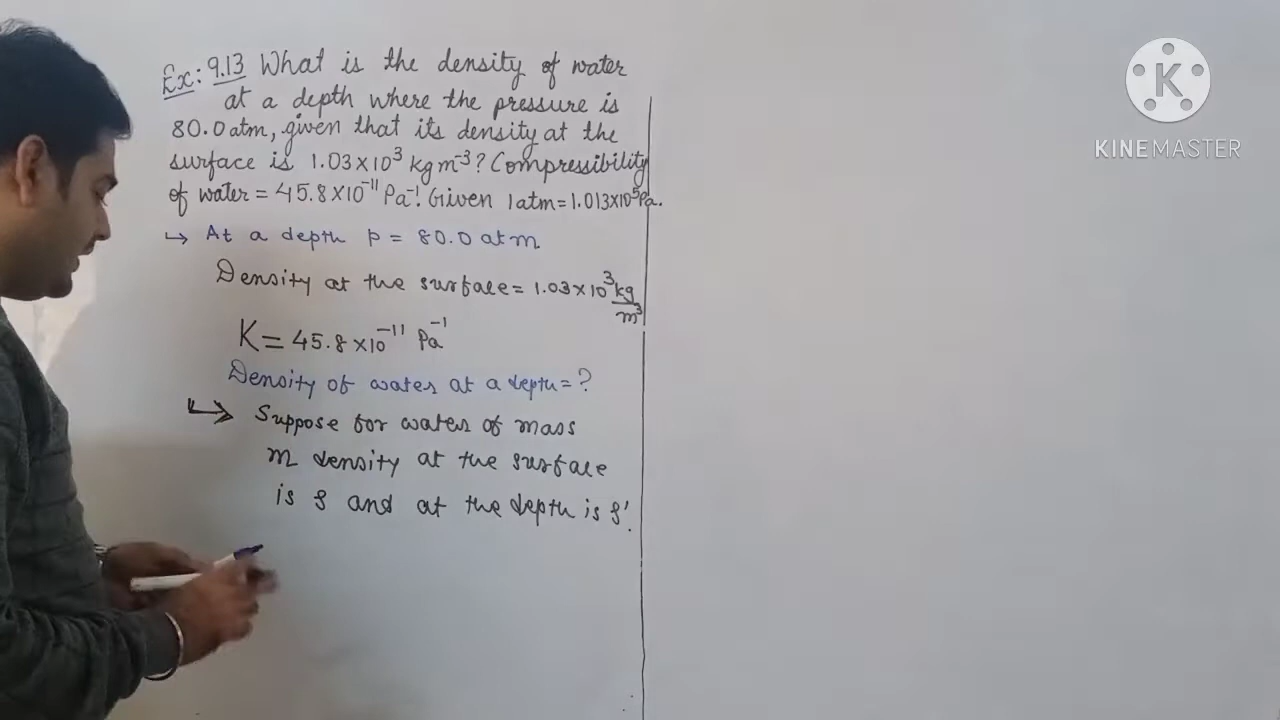 Ex: 9.13 What is the density of water
at a depth where the pressure is
80.0 atm, given that its density at the
surface is 1.03×10³ kg m⁻³? Compressibility
of water = 45.8×10⁻¹¹ Pa⁻¹. Given 1 atm = 1.013×10⁵ Pa.
↳ At a depth p = 80.0 atm
Density at the surface = 1.03×10³ kg/m³
K = 45.8×10⁻¹¹ Pa⁻¹
Density of water at a depth = ?
↳ Suppose for water of mass
m density at the surface
is ρ and at the depth is ρ'.
K
KINEMASTER